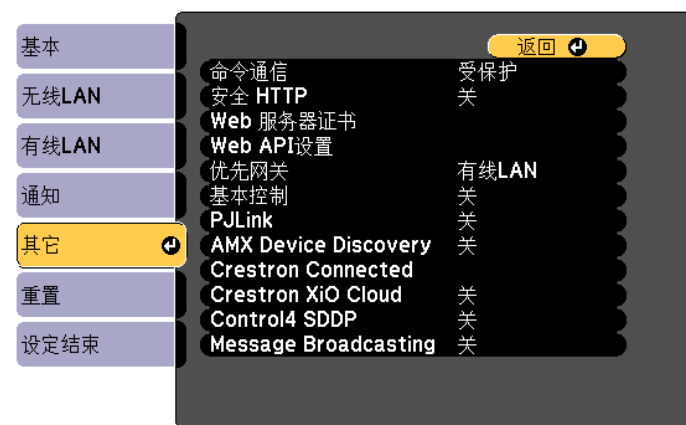 基本
无线LAN
有线LAN
通知
其它
重置
设定结束
返回
命令通信 受保护
安全 HTTP 关
Web 服务器证书
Web API设置
优先网关 有线LAN
基本控制 关
PJLink 关
AMX Device Discovery 关
Crestron Connected
Crestron XiO Cloud 关
Control4 SDDP 关
Message Broadcasting 关